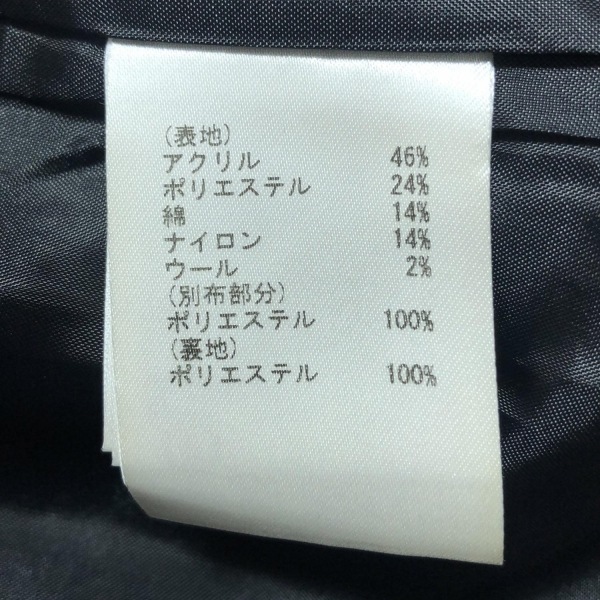 (表地)
アクリル 46%
ポリエステル 24%
綿 14%
ナイロン 14%
ウール 2%
(別布部分)
ポリエステル 100%
(裏地)
ポリエステル 100%